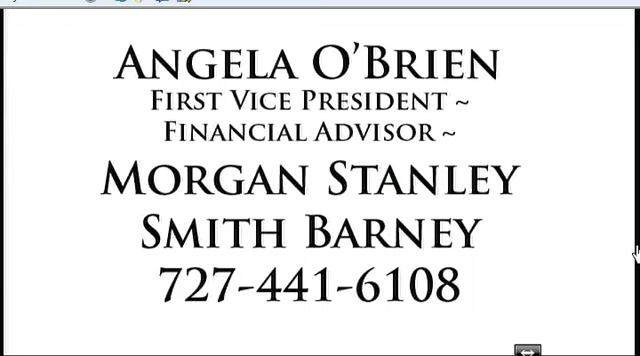 Angela O'Brien
First Vice President ~
Financial Advisor ~
Morgan Stanley
Smith Barney
727-441-6108